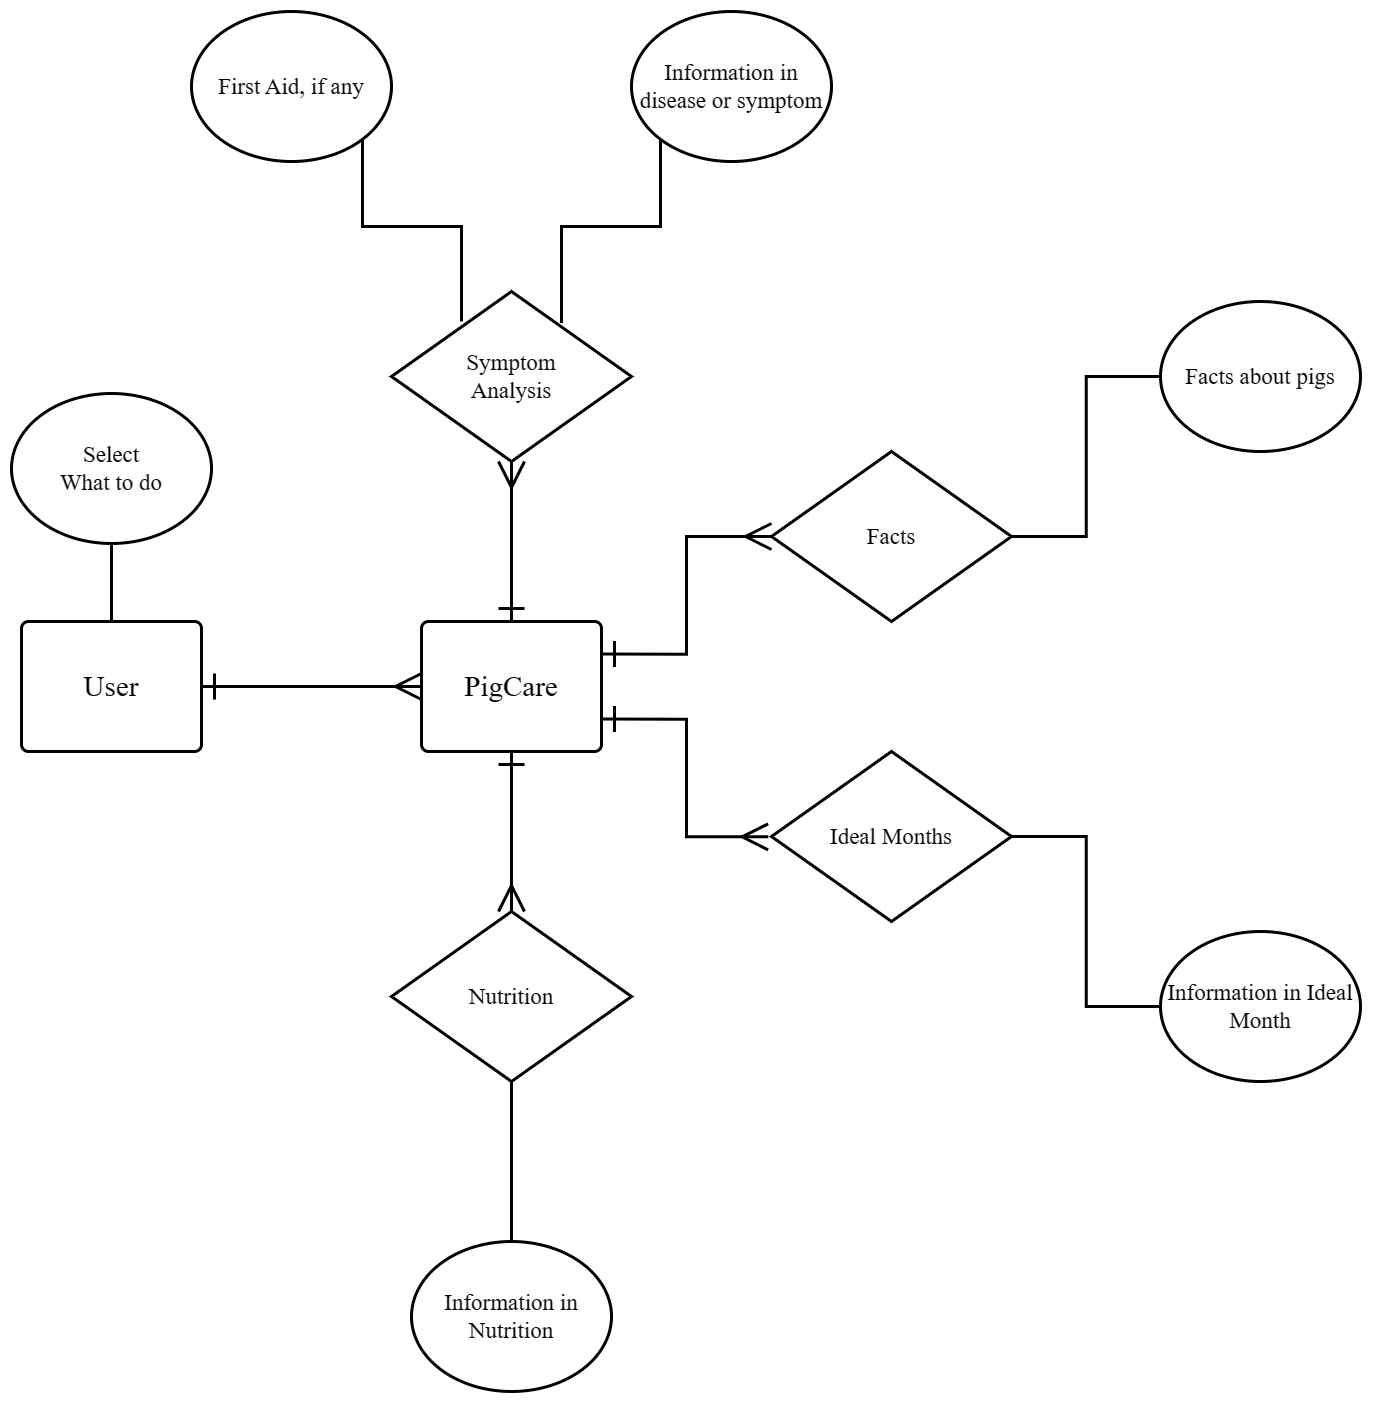 First Aid, if any
Information in
disease or symptom
Symptom
Analysis
Facts about pigs
Select
What to do
Facts
User
PigCare
Ideal Months
Nutrition
Information in Ideal
Month
Information in
Nutrition